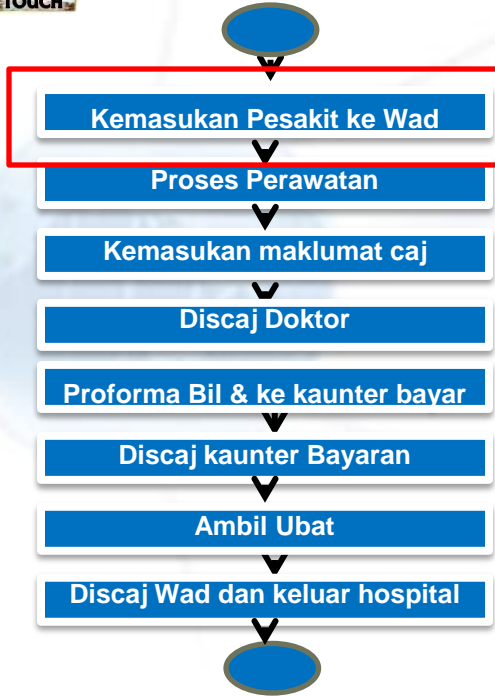 TOUCH
Kemasukan Pesakit ke Wad
Proses Perawatan
Kemasukan maklumat caj
Discaj Doktor
Proforma Bil & ke kaunter bayar
Discaj kaunter Bayaran
Ambil Ubat
Discaj Wad dan keluar hospital